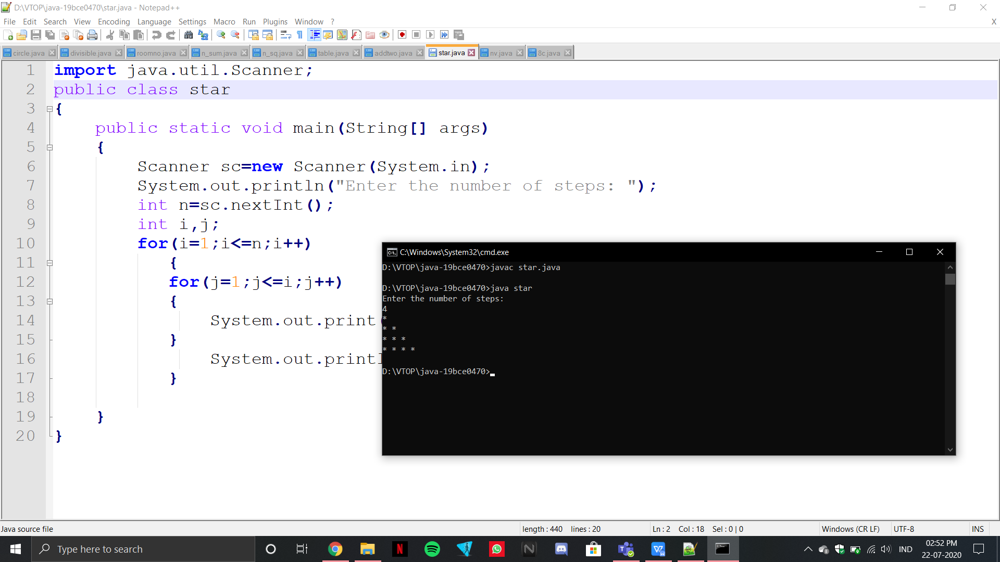 D:\VTOP\java-19bce0470\star.java - Notepad++
File Edit Search View Encoding Language Settings Macro Run Plugins Window ? X
circle.java divisible.java roomno.java n_sum.java n_sq.java table.java addtwo.java star.java nv.java 8c.java
1 import java.util.Scanner;
2 public class star
3 {
4 public static void main(String[] args)
5 {
6 Scanner sc=new Scanner(System.in);
7 System.out.println("Enter the number of steps: ");
8 int n=sc.nextInt();
9 int i,j;
10 for(i=1;i<=n;i++)
11 {
12 for(j=1;j<=i;j++)
13 {
14 System.out.print
15 }
16 System.out.printl
17 }
18
19 }
20 }
C:\Windows\System32\cmd.exe
D:\VTOP\java-19bce0470>javac star.java
D:\VTOP\java-19bce0470>java star
Enter the number of steps:
4
*
* *
* * *
* * * *
D:\VTOP\java-19bce0470>
Java source file length : 440 lines : 20 Ln : 2 Col : 18 Sel : 0 | 0 Windows (CR LF) UTF-8 INS
Type here to search
IND
02:52 PM
22-07-2020